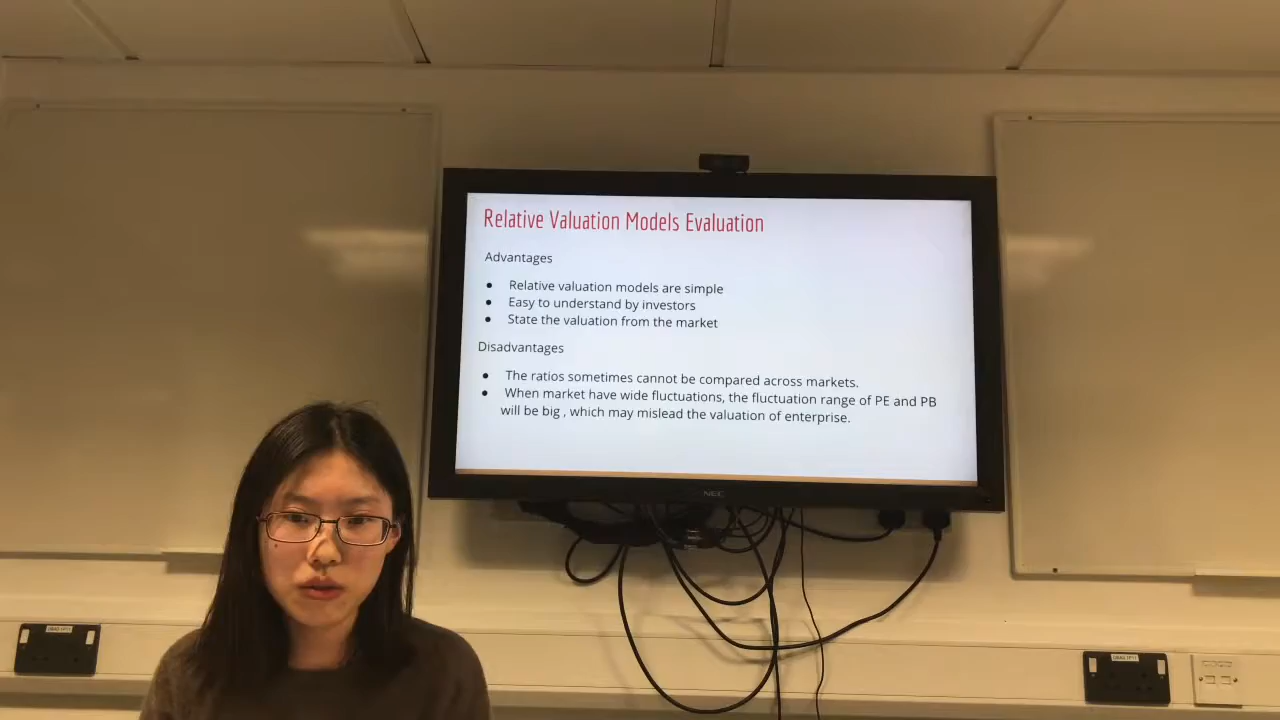 Relative Valuation Models Evaluation
Advantages
● Relative valuation models are simple
● Easy to understand by investors
● State the valuation from the market
Disadvantages
● The ratios sometimes cannot be compared across markets.
● When market have wide fluctuations, the fluctuation range of PE and PB
will be big , which may mislead the valuation of enterprise.
NEC